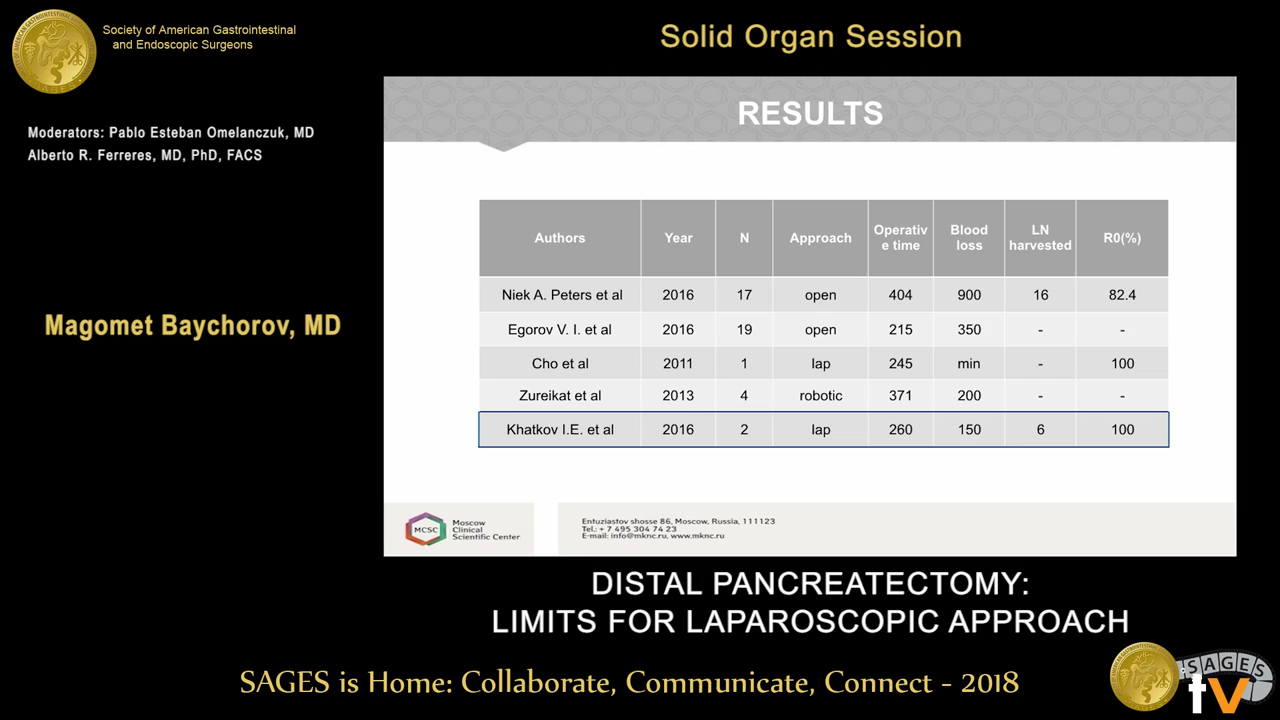 Society of American Gastrointestinal
and Endoscopic Surgeons
Solid Organ Session
Moderators: Pablo Esteban Omelanczuk, MD
Alberto R. Ferreres, MD, PhD, FACS
Magomet Baychorov, MD
RESULTS
Authors Year N Approach Operativ e time Blood loss LN harvested R0(%)
Niek A. Peters et al 2016 17 open 404 900 16 82.4
Egorov V. I. et al 2016 19 open 215 350 - -
Cho et al 2011 1 lap 245 min - 100
Zureikat et al 2013 4 robotic 371 200 - -
Khatkov I.E. et al 2016 2 lap 260 150 6 100
MCSC
Moscow
Clinical
Scientific Center
Entuziastov shosse 86, Moscow, Russia, 111123
Tel.: + 7 495 304 74 23
E-mail: info@mknc.ru, www.mknc.ru
DISTAL PANCREATECTOMY:
LIMITS FOR LAPAROSCOPIC APPROACH
SAGES is Home: Collaborate, Communicate, Connect - 2018
SAGES
tv